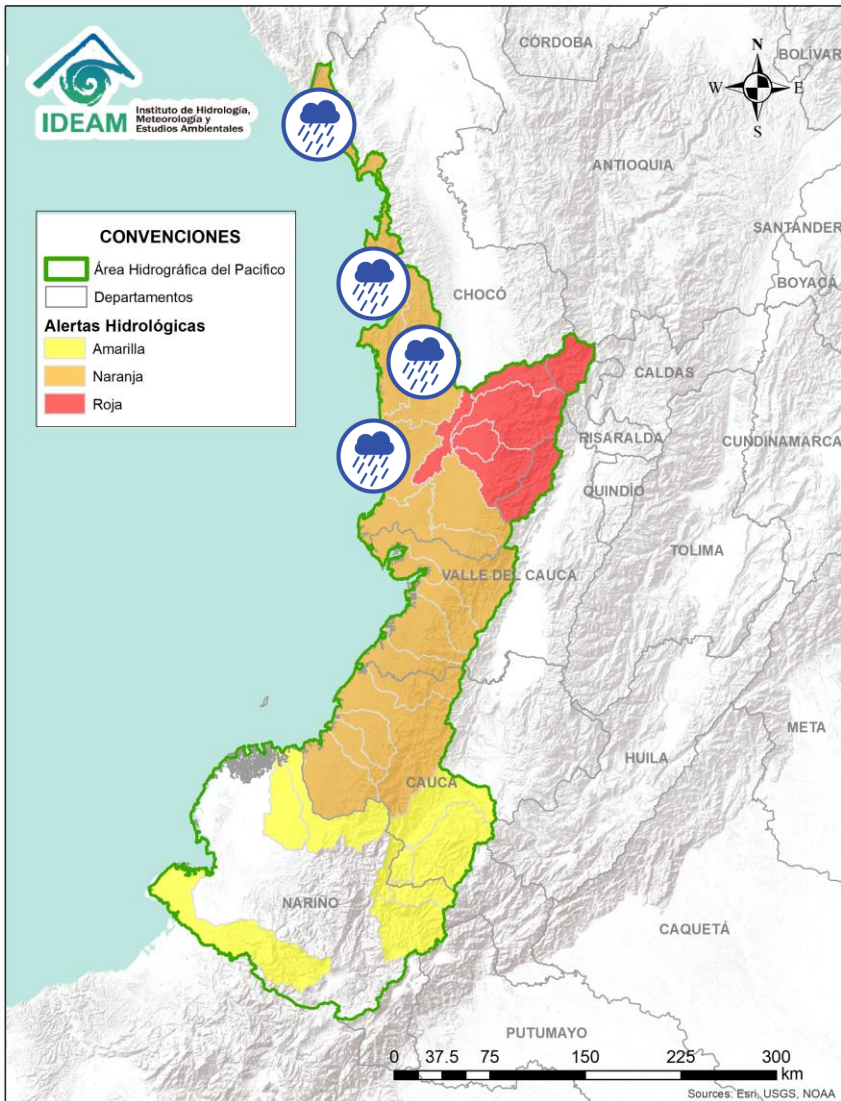 IDEAM
Instituto de Hidrología,
Meteorología y
Estudios Ambientales
CÓRDOBA
BOLÍVAR
N
W
E
S
ANTIOQUIA
SANTANDER
CONVENCIONES
Área Hidrográfica del Pacifico
Departamentos
Alertas Hidrológicas
Amarilla
Naranja
Roja
BOYACÁ
CHOCÓ
CALDAS
RISARALDA
CUNDINAMARCA
QUINDÍO
TOLIMA
VALLE DEL CAUCA
META
HUILA
CAUCA
NARIÑO
CAQUETÁ
PUTUMAYO
0 37.5 75 150 225 300
km
Sources: Esri, USGS, NOAA